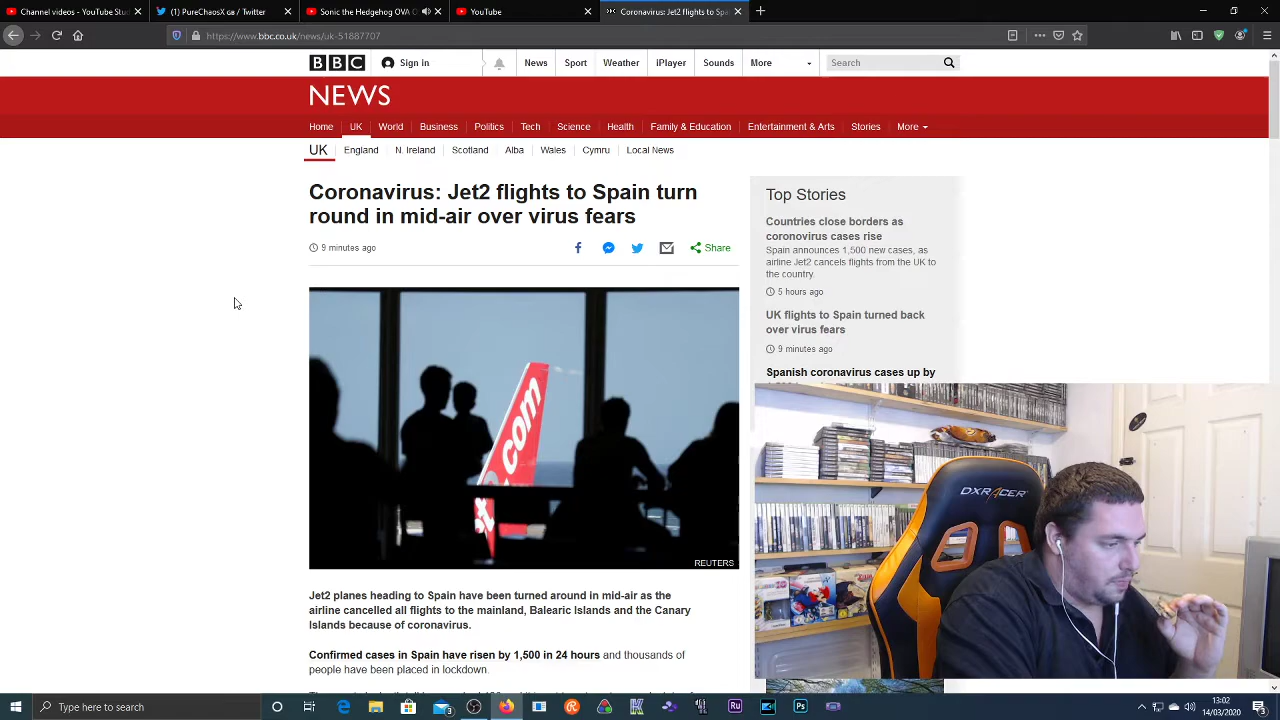 Channel videos - YouTube Stud
(1) PureChaosX GB / Twitter
Sonic the Hedgehog OVA C
YouTube
Coronavirus: Jet2 flights to Spai
https://www.bbc.co.uk/news/uk-51887707
BBC
Sign in
News
Sport
Weather
iPlayer
Sounds
More
Search
NEWS
Home
UK
World
Business
Politics
Tech
Science
Health
Family & Education
Entertainment & Arts
Stories
More
UK
England
N. Ireland
Scotland
Alba
Wales
Cymru
Local News
Coronavirus: Jet2 flights to Spain turn
round in mid-air over virus fears
9 minutes ago
Share
.com
REUTERS
Jet2 planes heading to Spain have been turned around in mid-air as the
airline cancelled all flights to the mainland, Balearic Islands and the Canary
Islands because of coronavirus.
Confirmed cases in Spain have risen by 1,500 in 24 hours and thousands of
people have been placed in lockdown.
Top Stories
Countries close borders as
coronovirus cases rise
Spain announces 1,500 new cases, as
airline Jet2 cancels flights from the UK to
the country.
5 hours ago
UK flights to Spain turned back
over virus fears
9 minutes ago
Spanish coronavirus cases up by
DXRACER
Type here to search
3
Ru
Ps
13:02
14/03/2020